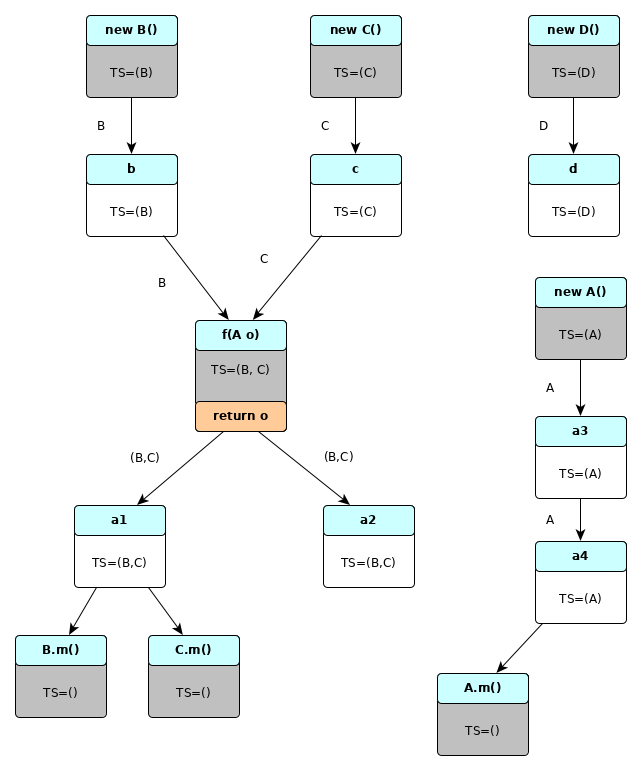 new B()
TS=(B)
new C()
TS=(C)
new D()
TS=(D)
B
C
D
b
TS=(B)
c
TS=(C)
d
TS=(D)
B
C
new A()
TS=(A)
f(A o)
TS=(B, C)
return o
A
a3
TS=(A)
(B,C)
(B,C)
A
a1
TS=(B,C)
a2
TS=(B,C)
a4
TS=(A)
B.m()
TS=()
C.m()
TS=()
A.m()
TS=()